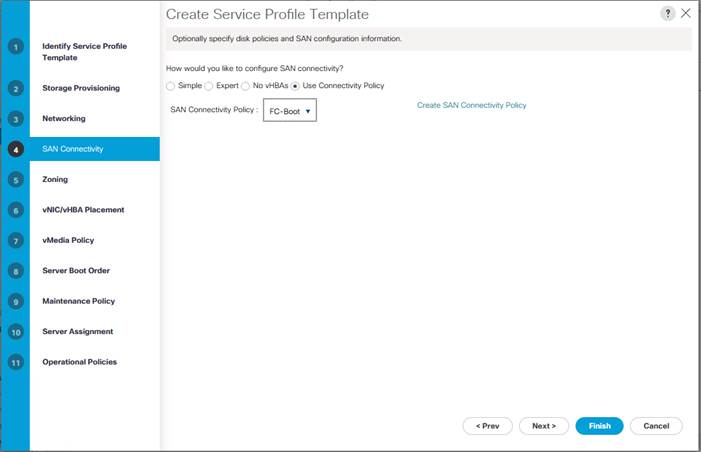 Create Service Profile Template
?
Optionally specify disk policies and SAN configuration information.
1
Identify Service Profile
Template
2
Storage Provisioning
3
Networking
4
SAN Connectivity
5
Zoning
6
vNIC/vHBA Placement
7
vMedia Policy
8
Server Boot Order
9
Maintenance Policy
10
Server Assignment
11
Operational Policies
How would you like to configure SAN connectivity?
Simple Expert No vHBAs Use Connectivity Policy
SAN Connectivity Policy : FC-Boot
Create SAN Connectivity Policy
< Prev
Next >
Finish
Cancel